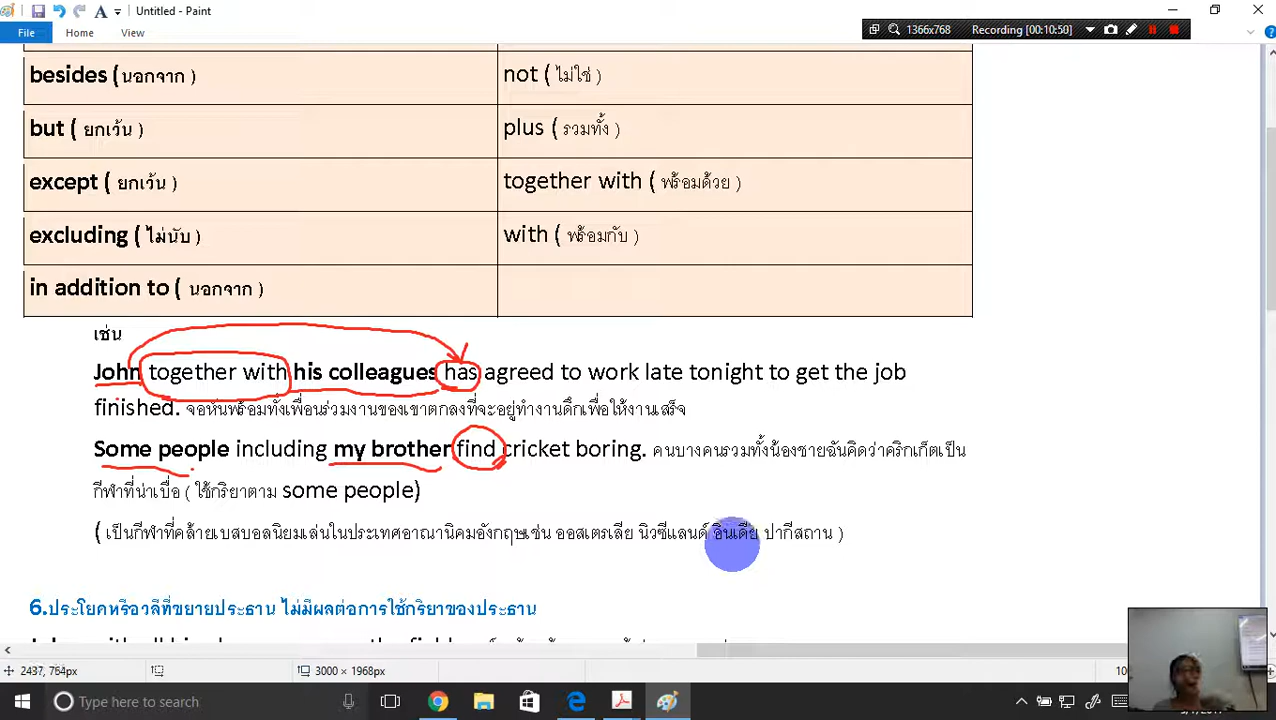 Untitled - Paint
File Home View
1366x768 Recording [00:10:50]
besides (นอกจาก) not ( ไม่ใช่ )
but ( ยกเว้น ) plus ( รวมทั้ง )
except ( ยกเว้น ) together with ( พร้อมด้วย )
excluding ( ไม่นับ ) with ( พร้อมกับ )
in addition to ( นอกจาก )
เช่น
John together with his colleagues has agreed to work late tonight to get the job
finished. จอห์นพร้อมทั้งเพื่อนร่วมงานของเขาตกลงที่จะอยู่ทำงานดึกเพื่อให้งานเสร็จ
Some people including my brother find cricket boring. คนบางคนรวมทั้งน้องชายฉันคิดว่าคริกเก็ตเป็น
กีฬาที่น่าเบื่อ ( ใช้กริยาตาม some people)
( เป็นกีฬาที่คล้ายเบสบอลนิยมเล่นในประเทศอาณานิคมอังกฤษเช่น ออสเตรเลีย นิวซีแลนด์ อินเดีย ปากีสถาน )
6.ประโยคหรือวลีที่ขยายประธาน ไม่มีผลต่อการใช้กริยาของประธาน
2437, 764px 3000 × 1968px
Type here to search